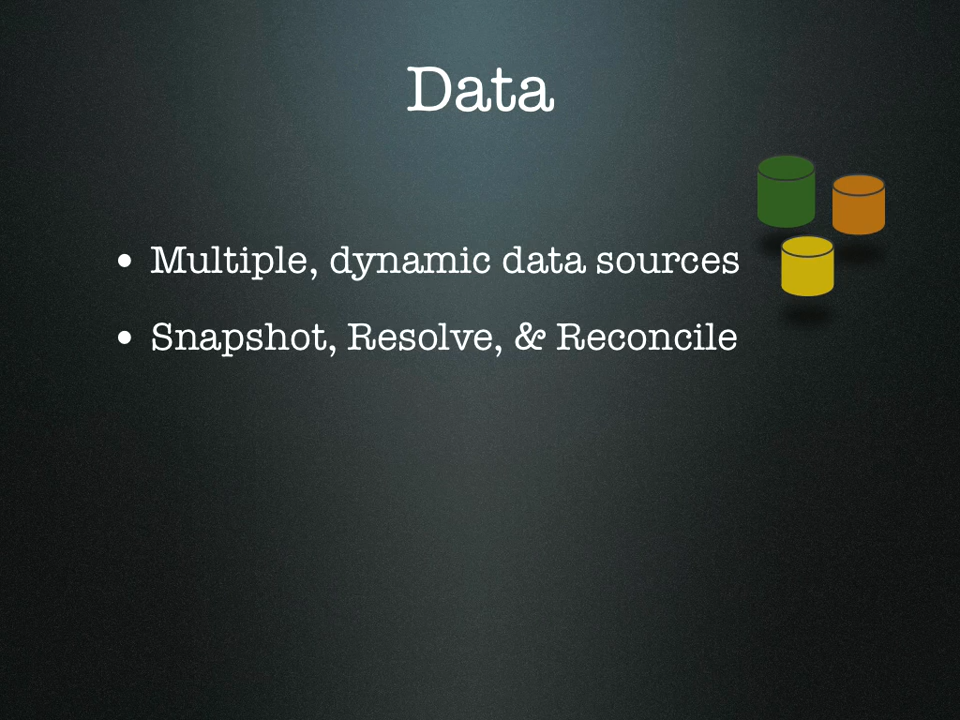 Data
• Multiple, dynamic data sources
• Snapshot, Resolve, & Reconcile